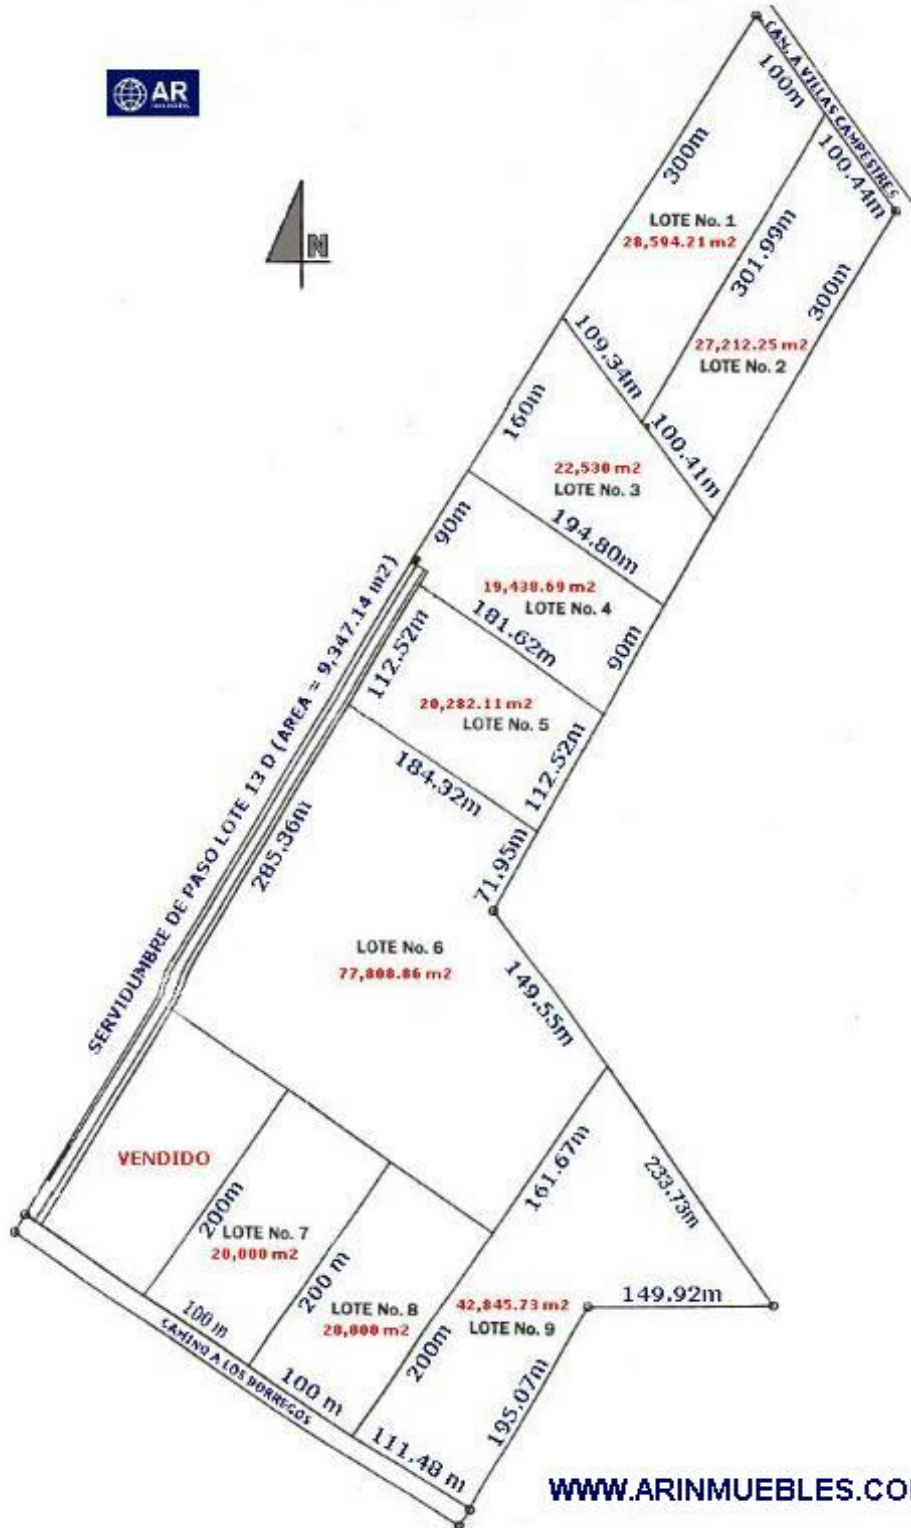 AR
N
CAM. A VILLAS CAMPESTRES
100m
100.44m
300m
LOTE No. 1
28,594.21 m2
301.99m
300m
109.34m
27,212.25 m2
LOTE No. 2
160m
100.41m
22,530 m2
LOTE No. 3
194.80m
90m
19,438.69 m2
LOTE No. 4
181.62m
90m
SERVIDUMBRE DE PASO LOTE 13 D (AREA = 9,347.14 m2)
112.52m
20,282.11 m2
LOTE No. 5
112.52m
184.32m
285.36m
71.95m
LOTE No. 6
77,808.86 m2
149.55m
VENDIDO
161.67m
233.73m
200m
LOTE No. 7
20,000 m2
200 m
LOTE No. 8
20,000 m2
42,845.73 m2
LOTE No. 9
149.92m
100 m
200m
CAMINO A LOS BORREGOS
100 m
195.07m
111.48 m
WWW.ARINMUEBLES.CO